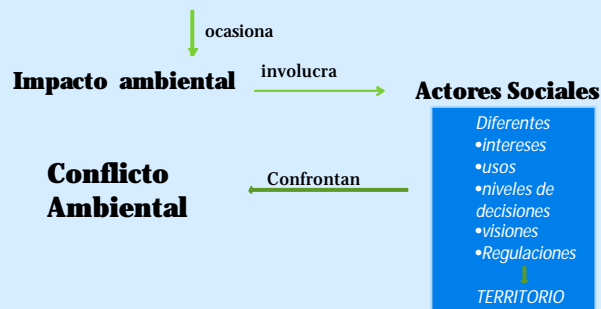 ocasiona
Impacto ambiental
involucra
Actores Sociales
Diferentes
•intereses
•usos
•niveles de
decisiones
•visiones
•Regulaciones
TERRITORIO
Confrontan
Conflicto
Ambiental